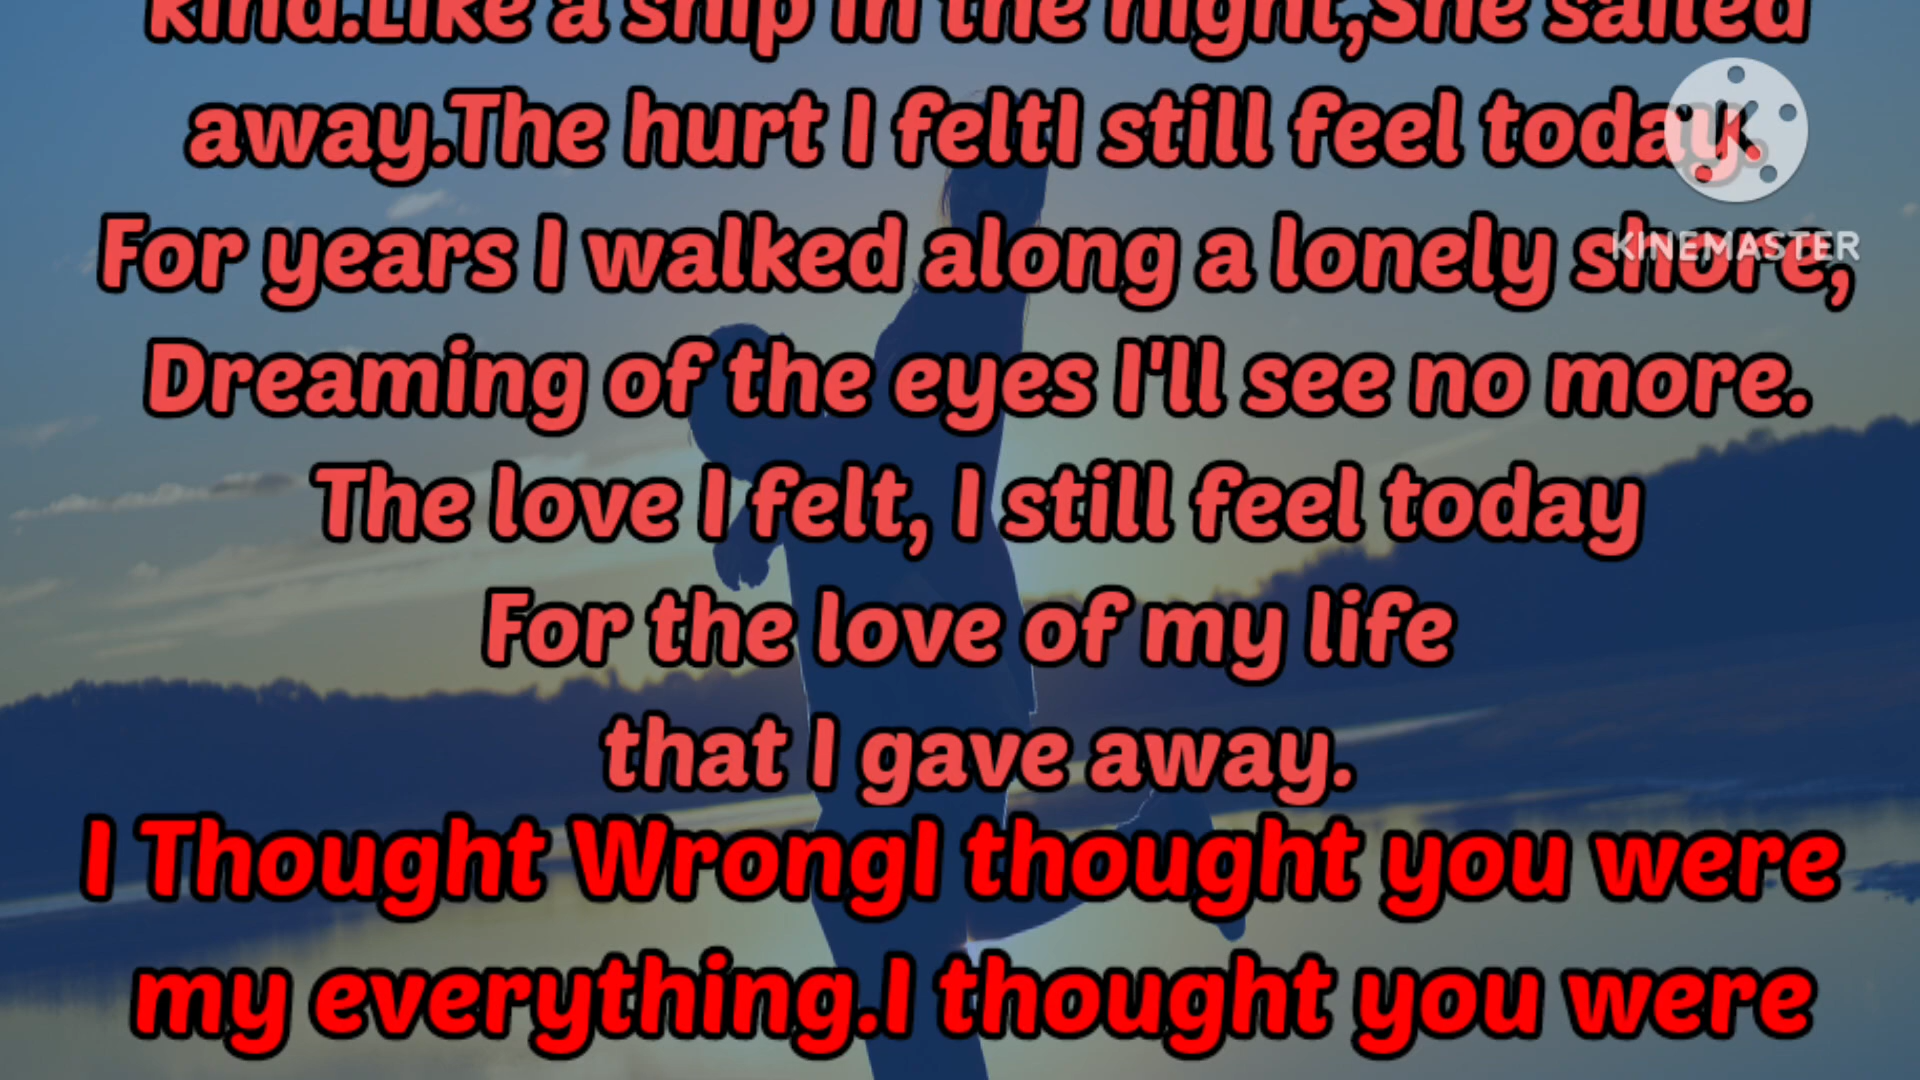 kind.Like a ship in the night,She sailed
away.The hurt I feltI still feel today.
For years I walked along a lonely shore,
Dreaming of the eyes I'll see no more.
The love I felt, I still feel today
For the love of my life
that I gave away.
I Thought WrongI thought you were
my everything.I thought you were
K
KINEMASTER